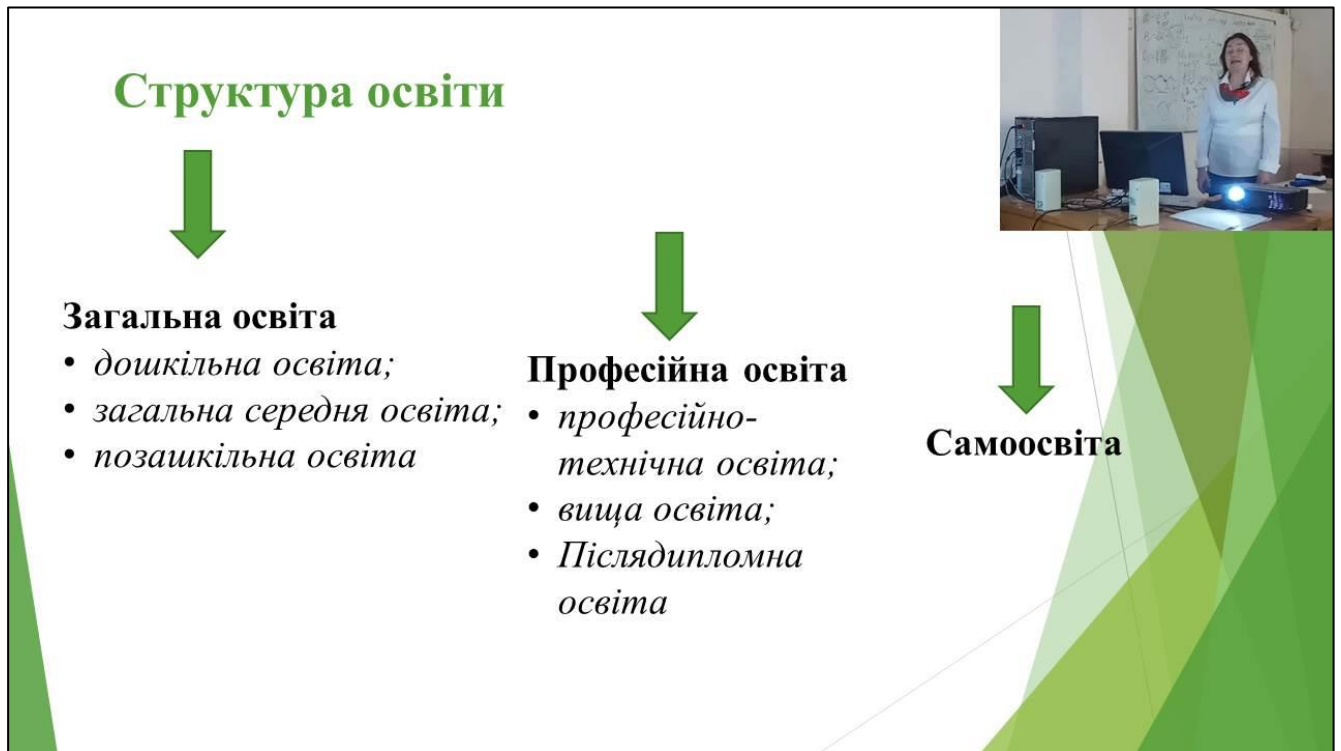 Структура освіти
Загальна освіта
• дошкільна освіта;
• загальна середня освіта;
• позашкільна освіта
Професійна освіта
• професійно-
технічна освіта;
• вища освіта;
• Післядипломна
освіта
Самоосвіта